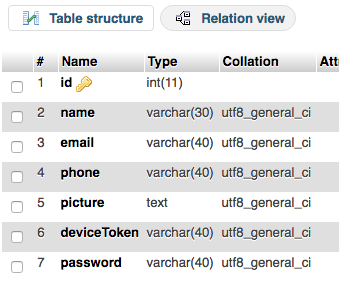 Table structure Relation view
# Name Type Collation Att
1 id int(11)
2 name varchar(30) utf8_general_ci
3 email varchar(40) utf8_general_ci
4 phone varchar(40) utf8_general_ci
5 picture text utf8_general_ci
6 deviceToken varchar(40) utf8_general_ci
7 password varchar(40) utf8_general_ci